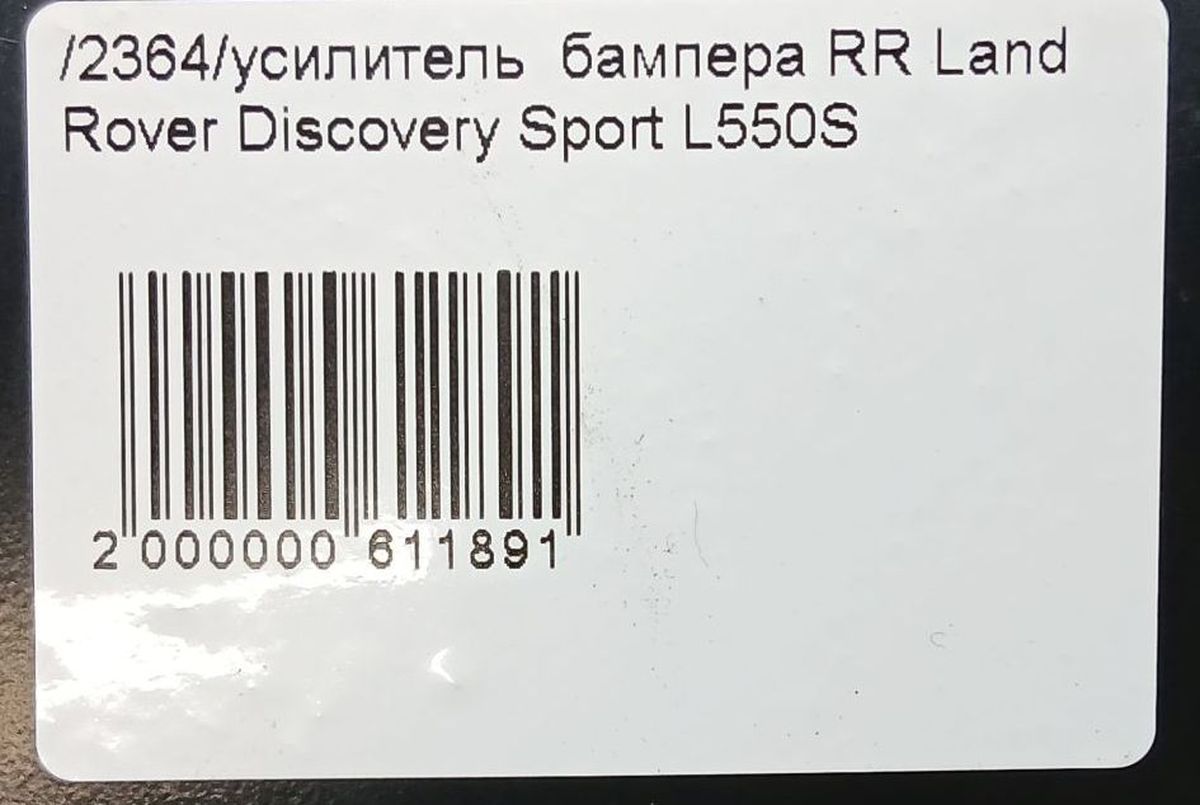 /2364/усилитель бампера RR Land
Rover Discovery Sport L550S
2 000000 611891